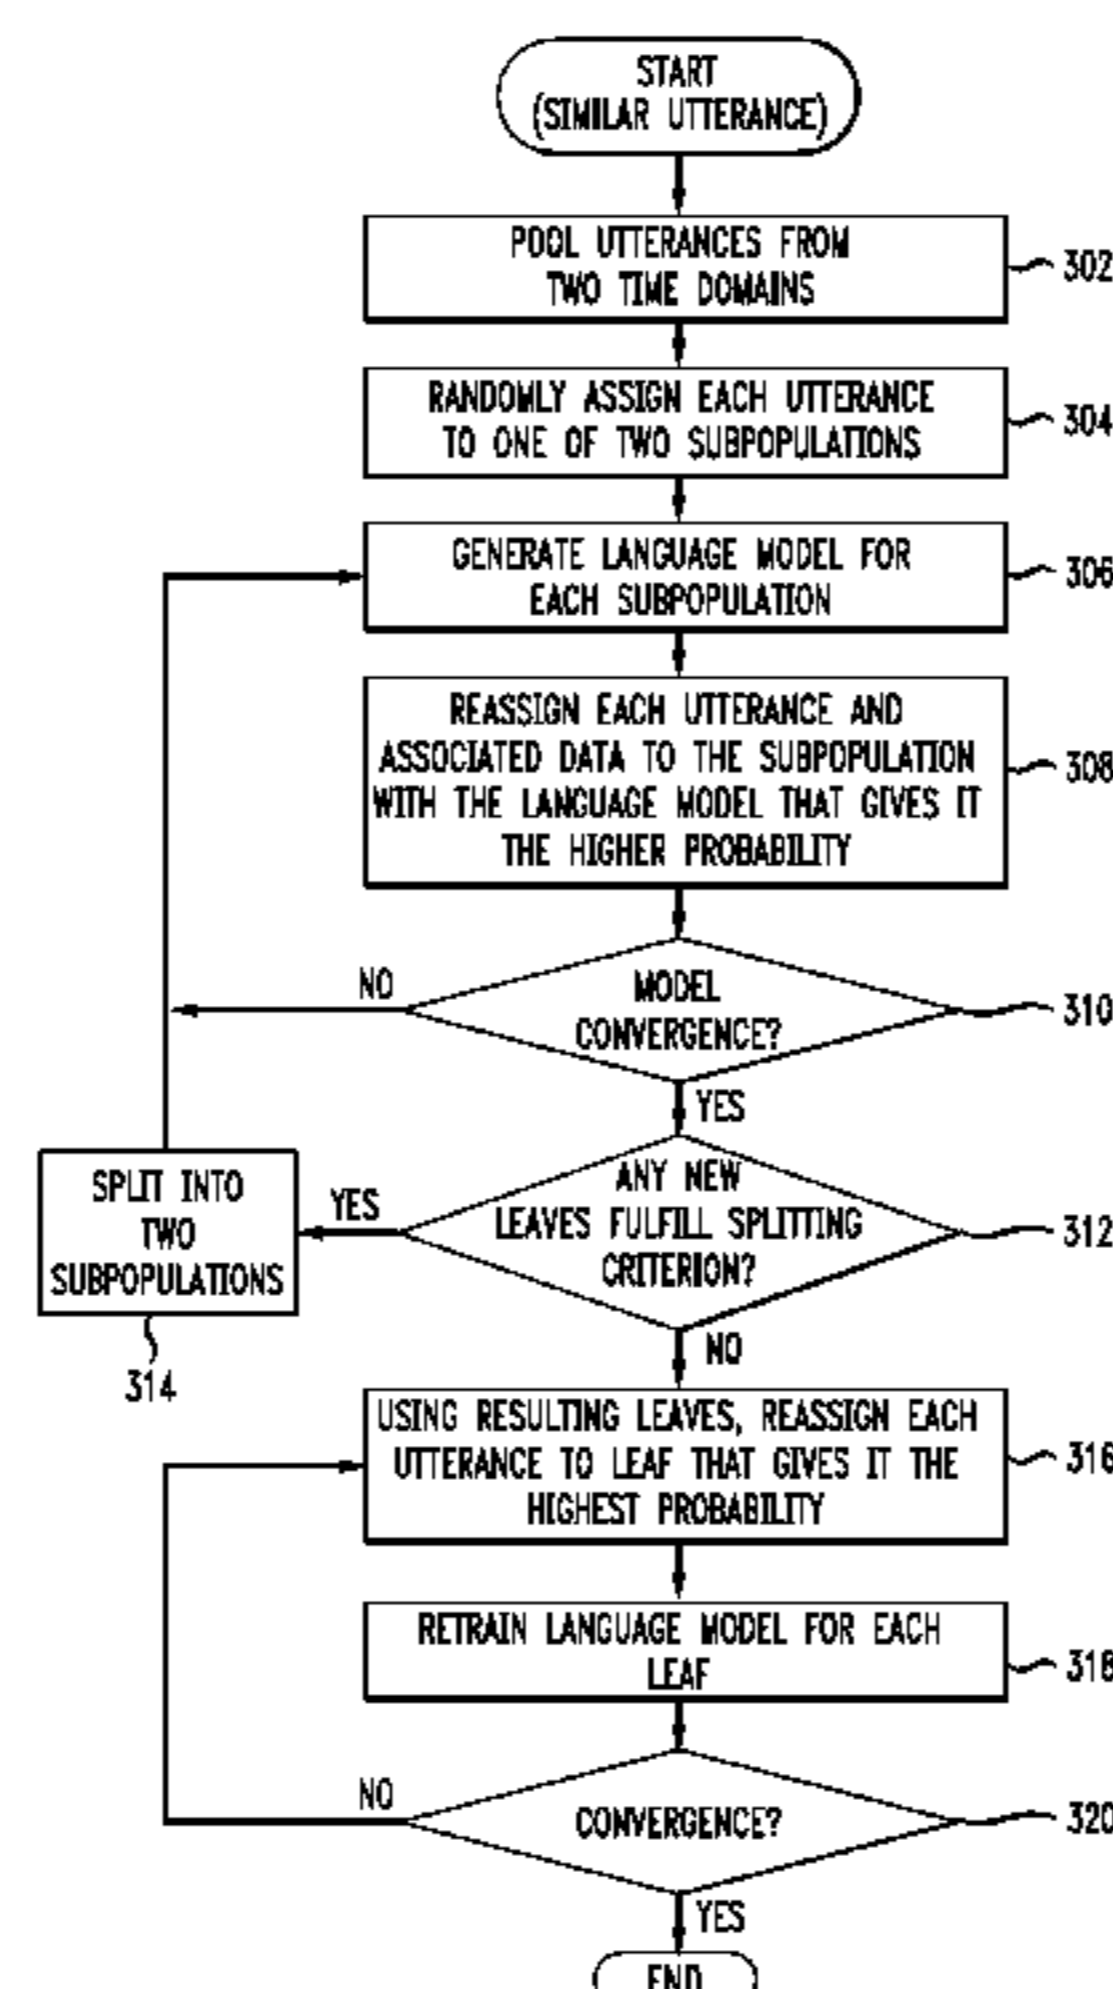 START
(SIMILAR UTTERANCE)
POOL UTTERANCES FROM
TWO TIME DOMAINS
302
RANDOMLY ASSIGN EACH UTTERANCE
TO ONE OF TWO SUBPOPULATIONS
304
GENERATE LANGUAGE MODEL FOR
EACH SUBPOPULATION
306
REASSIGN EACH UTTERANCE AND
ASSOCIATED DATA TO THE SUBPOPULATION
WITH THE LANGUAGE MODEL THAT GIVES IT
THE HIGHER PROBABILITY
308
NO
MODEL
CONVERGENCE?
310
YES
SPLIT INTO
TWO
SUBPOPULATIONS
314
YES
ANY NEW
LEAVES FULFILL SPLITTING
CRITERION?
312
NO
USING RESULTING LEAVES, REASSIGN EACH
UTTERANCE TO LEAF THAT GIVES IT THE
HIGHEST PROBABILITY
316
RETRAIN LANGUAGE MODEL FOR EACH
LEAF
318
NO
CONVERGENCE?
320
YES
END